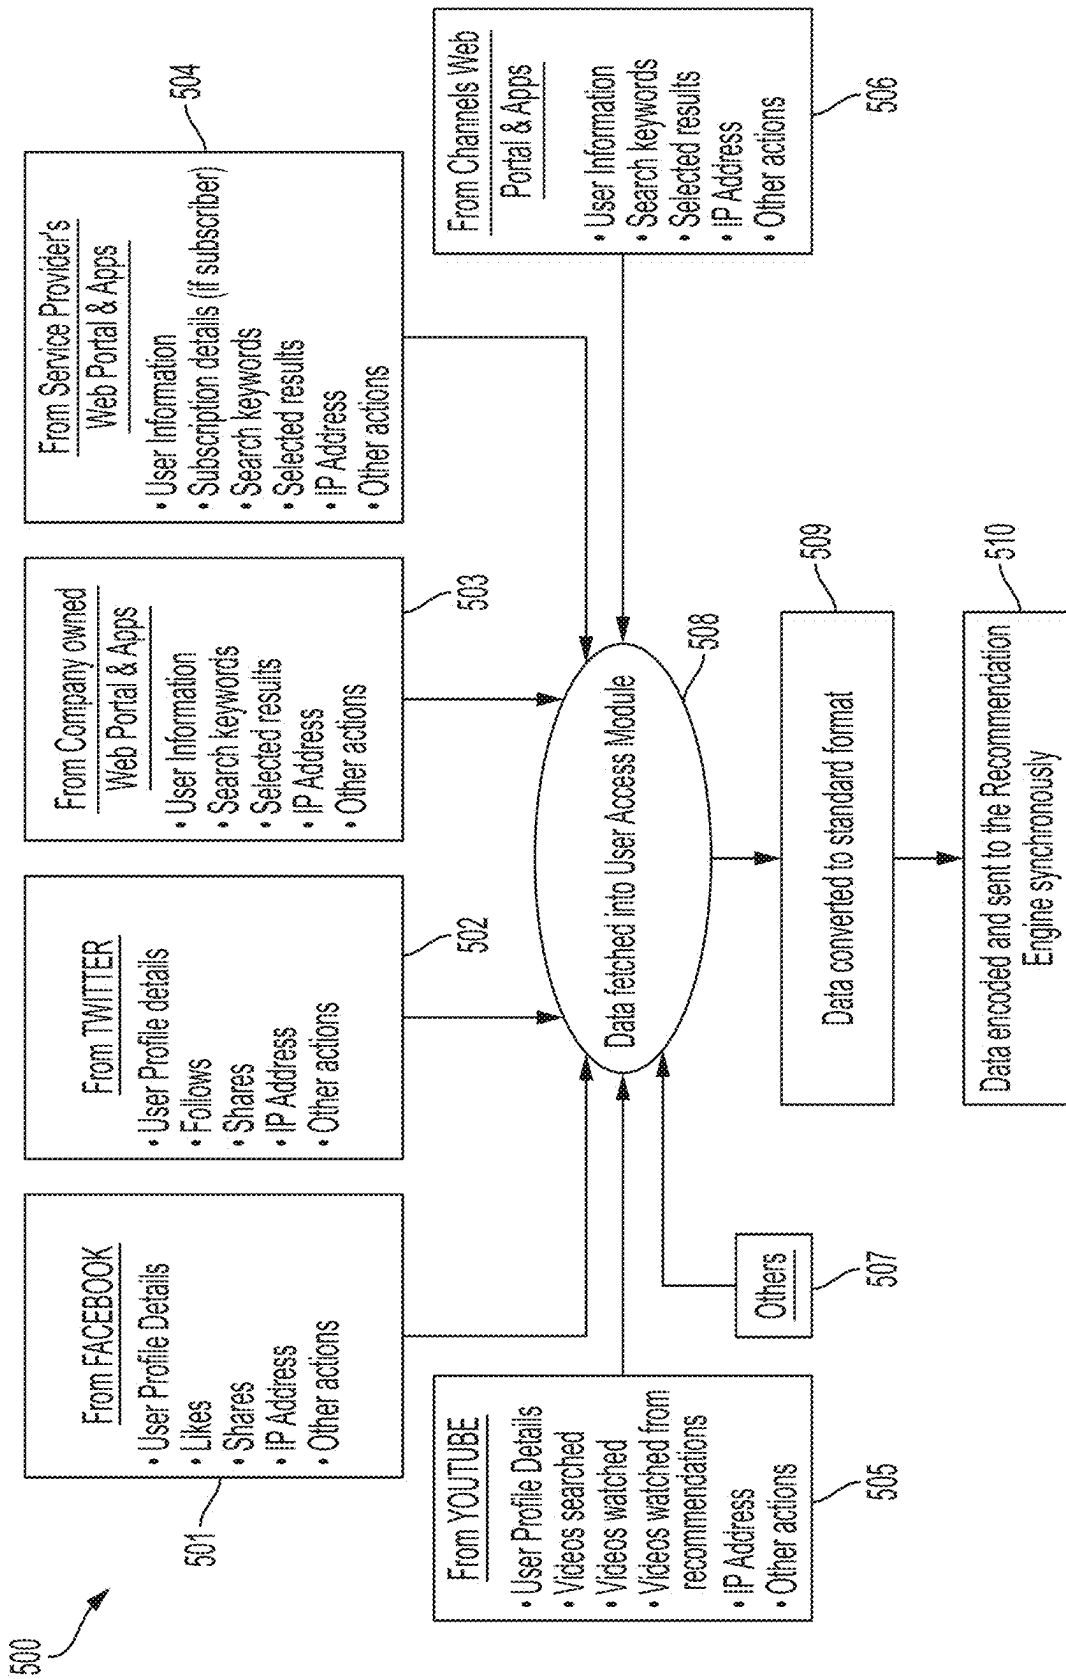 500
From FACEBOOK
• User Profile Details
• Likes
• Shares
• IP Address
• Other actions
501
From TWITTER
• User Profile details
• Follows
• Shares
• IP Address
• Other actions
502
From Company owned
Web Portal & Apps
• User Information
• Search keywords
• Selected results
• IP Address
• Other actions
503
From Service Provider's
Web Portal & Apps
• User Information
• Subscription details (if subscriber)
• Search keywords
• Selected results
• IP Address
• Other actions
504
From YOUTUBE
• User Profile Details
• Videos searched
• Videos watched
• Videos watched from
recommendations
• IP Address
• Other actions
505
Others
507
Data fetched into User Access Module
508
From Channels Web
Portal & Apps
• User Information
• Search keywords
• Selected results
• IP Address
• Other actions
506
Data converted to standard format
509
Data encoded and sent to the Recommendation
Engine synchronously
510